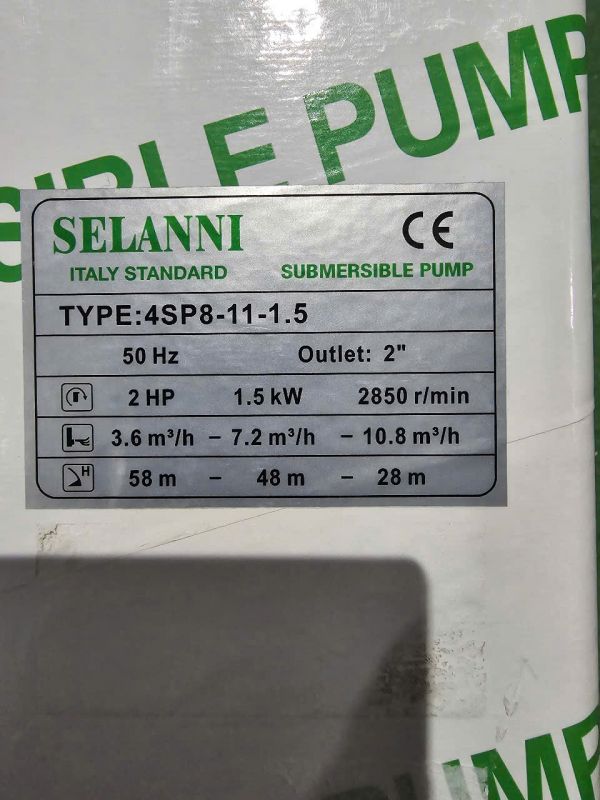 SIBLE PUMP
SELANNI CE
ITALY STANDARD SUBMERSIBLE PUMP
TYPE:4SP8-11-1.5
50 Hz Outlet: 2"
2 HP 1.5 kW 2850 r/min
3.6 m³/h – 7.2 m³/h – 10.8 m³/h
H 58 m – 48 m – 28 m
UMP